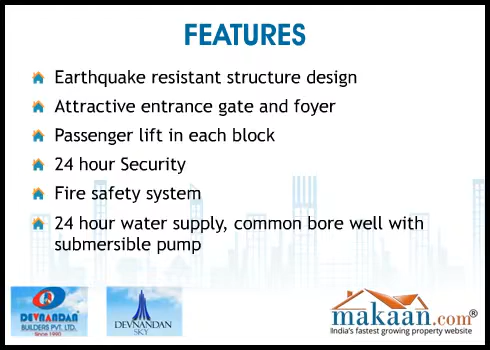 FEATURES
Earthquake resistant structure design
Attractive entrance gate and foyer
Passenger lift in each block
24 hour Security
Fire safety system
24 hour water supply, common bore well with
submersible pump
DEVNANDAN
BUILDERS PVT. LTD.
Since 1990
DEVNANDAN
SKY
makaan.com®
India's fastest growing property website